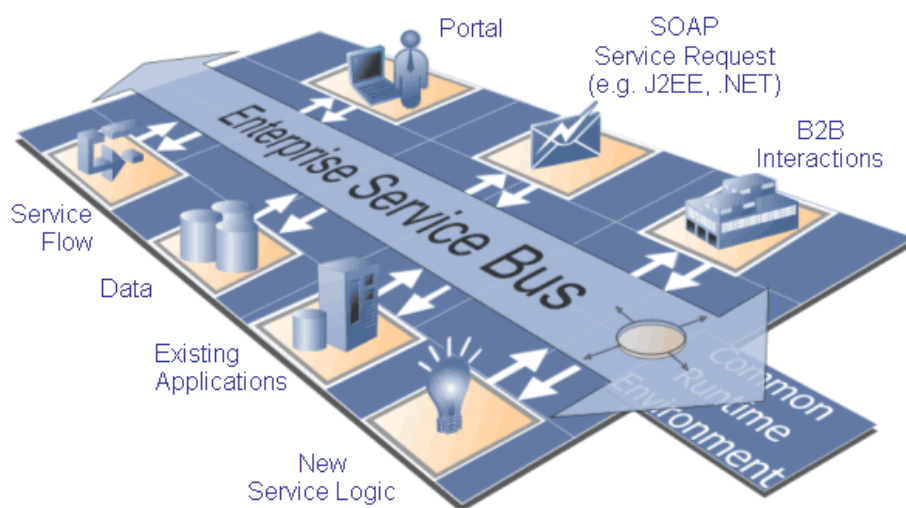 Portal
SOAP
Service Request
(e.g. J2EE, .NET)
B2B
Interactions
Enterprise Service Bus
Service
Flow
Data
Existing
Applications
New
Service Logic
Common
Runtime
Environment